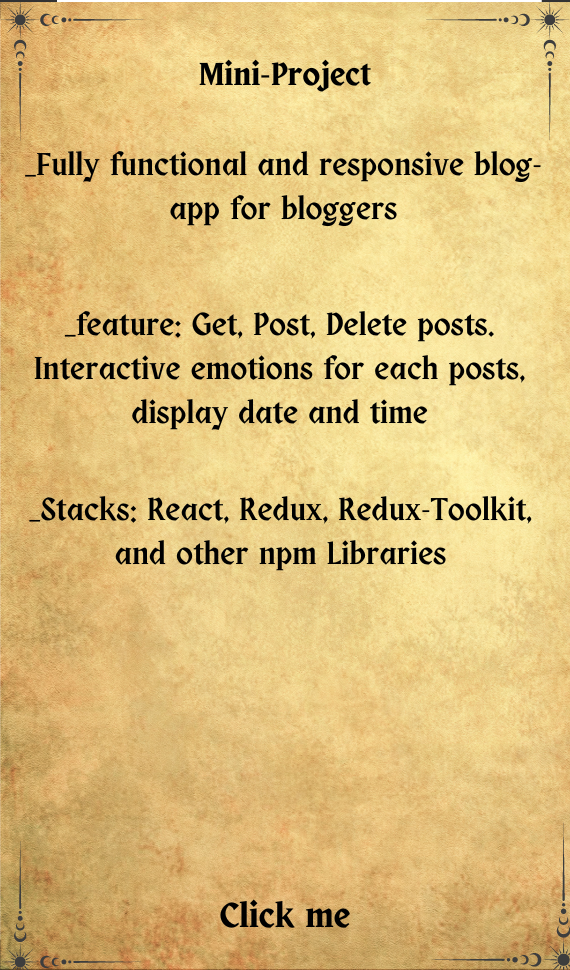 Mini-Project
_Fully functional and responsive blog-
app for bloggers
_feature: Get, Post, Delete posts.
Interactive emotions for each posts,
display date and time
_Stacks: React, Redux, Redux-Toolkit,
and other npm Libraries
Click me